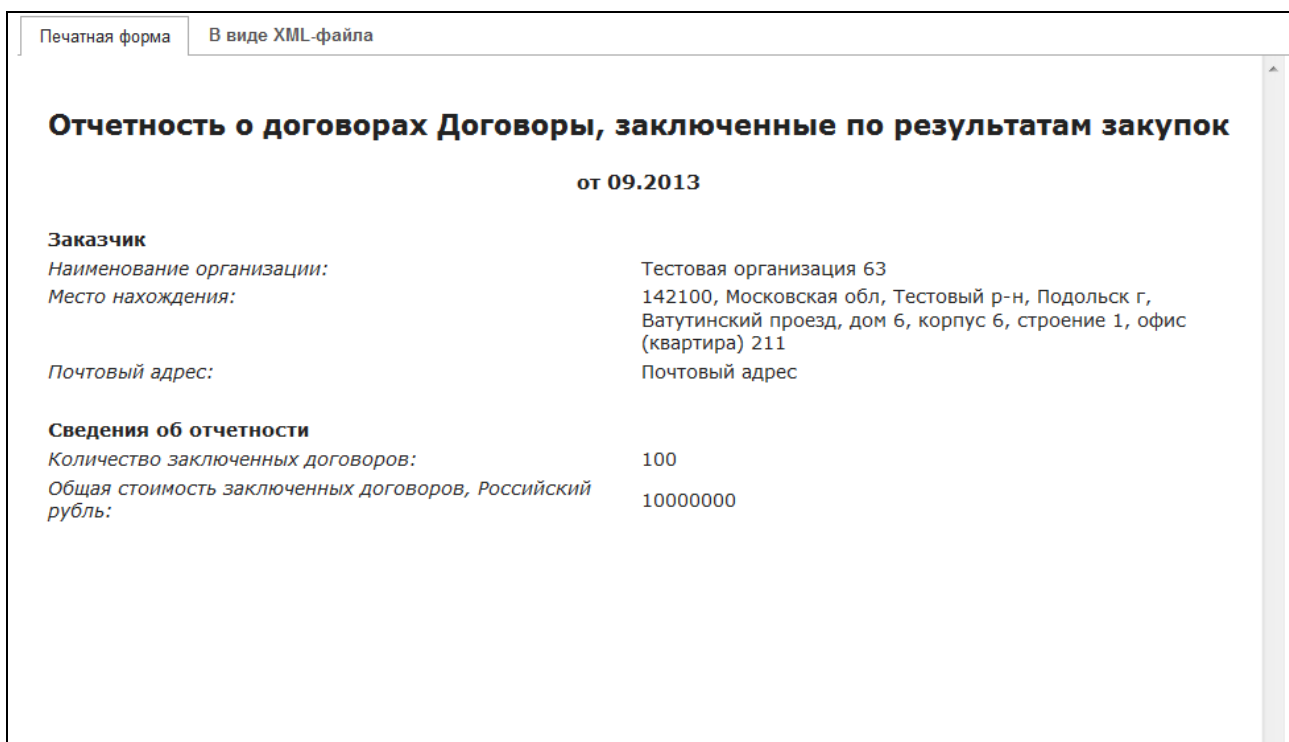 Печатная форма
В виде XML-файла
Отчетность о договорах Договоры, заключенные по результатам закупок
от 09.2013
Заказчик
Наименование организации:
Тестовая организация 63
Место нахождения:
142100, Московская обл, Тестовый р-н, Подольск г,
Ватутинский проезд, дом 6, корпус 6, строение 1, офис
(квартира) 211
Почтовый адрес:
Почтовый адрес
Сведения об отчетности
Количество заключенных договоров:
100
Общая стоимость заключенных договоров, Российский
рубль:
10000000